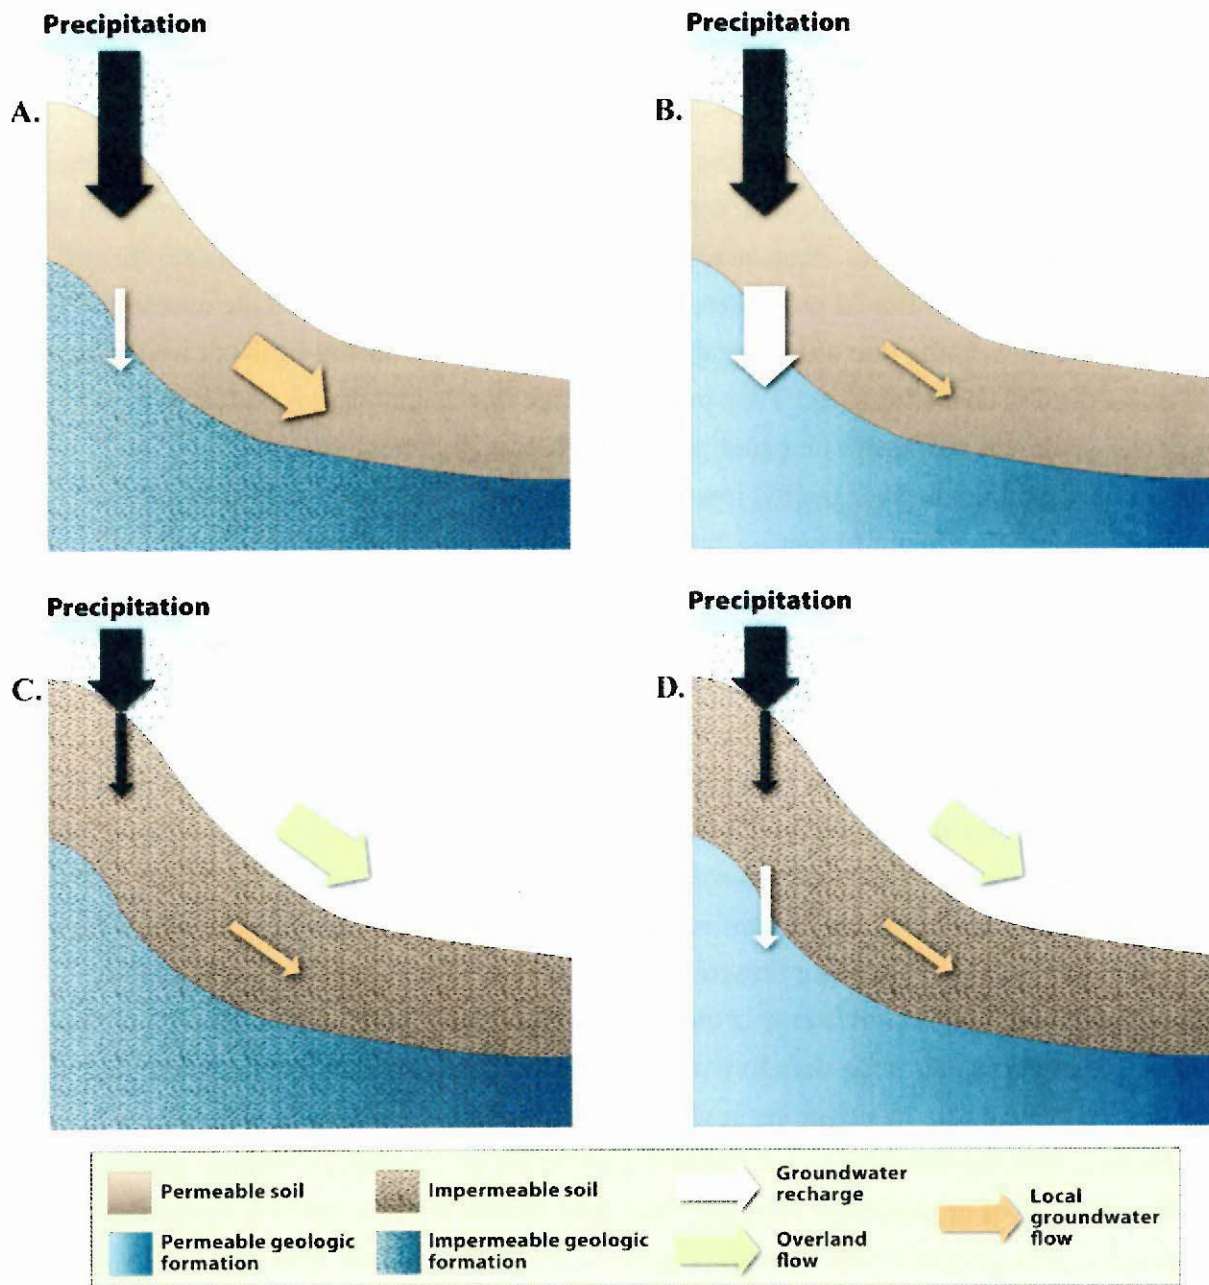 Precipitation
A.
Precipitation
B.
Precipitation
C.
Precipitation
D.
Permeable soil
Impermeable soil
Groundwater
recharge
Local
groundwater
flow
Permeable geologic
formation
Impermeable geologic
formation
Overland
flow